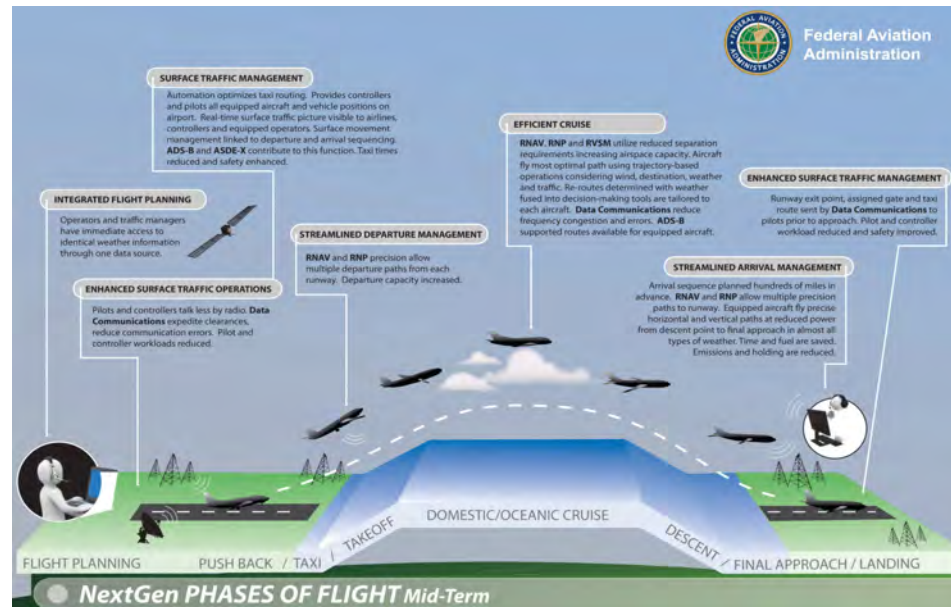 Federal Aviation
Administration
SURFACE TRAFFIC MANAGEMENT
Automation optimizes taxi routing. Provides controllers
and pilots all equipped aircraft and vehicle positions on
airport. Real-time surface traffic picture visible to airlines,
controllers and equipped operators. Surface movement
management linked to departure and arrival sequencing.
ADS-B and ASDE-X contribute to this function. Taxi times
reduced and safety enhanced.
INTEGRATED FLIGHT PLANNING
Operators and traffic managers
have immediate access to
identical weather information
through one data source.
ENHANCED SURFACE TRAFFIC OPERATIONS
Pilots and controllers talk less by radio. Data
Communications expedite clearances,
reduce communication errors. Pilot and
controller workloads reduced.
STREAMLINED DEPARTURE MANAGEMENT
RNAV and RNP precision allow
multiple departure paths from each
runway. Departure capacity increased.
EFFICIENT CRUISE
RNAV, RNP and RVSM utilize reduced separation
requirements increasing airspace capacity. Aircraft
fly most optimal path using trajectory-based
operations considering wind, destination, weather
and traffic. Re-routes determined with weather
fused into decision-making tools are tailored to
each aircraft. Data Communications reduce
frequency congestion and errors. ADS-B
supported routes available for equipped aircraft.
ENHANCED SURFACE TRAFFIC MANAGEMENT
Runway exit point, assigned gate and taxi
route sent by Data Communications to
pilots prior to approach. Pilot and controller
workload reduced and safety improved.
STREAMLINED ARRIVAL MANAGEMENT
Arrival sequence planned hundreds of miles in
advance. RNAV and RNP allow multiple precision
paths to runway. Equipped aircraft fly precise
horizontal and vertical paths at reduced power
from descent point to final approach in almost all
types of weather. Time and fuel are saved.
Emissions and holding are reduced.
FLIGHT PLANNING
PUSH BACK / TAXI / TAKEOFF
DOMESTIC/OCEANIC CRUISE
DESCENT / FINAL APPROACH / LANDING
NextGen PHASES OF FLIGHT Mid-Term